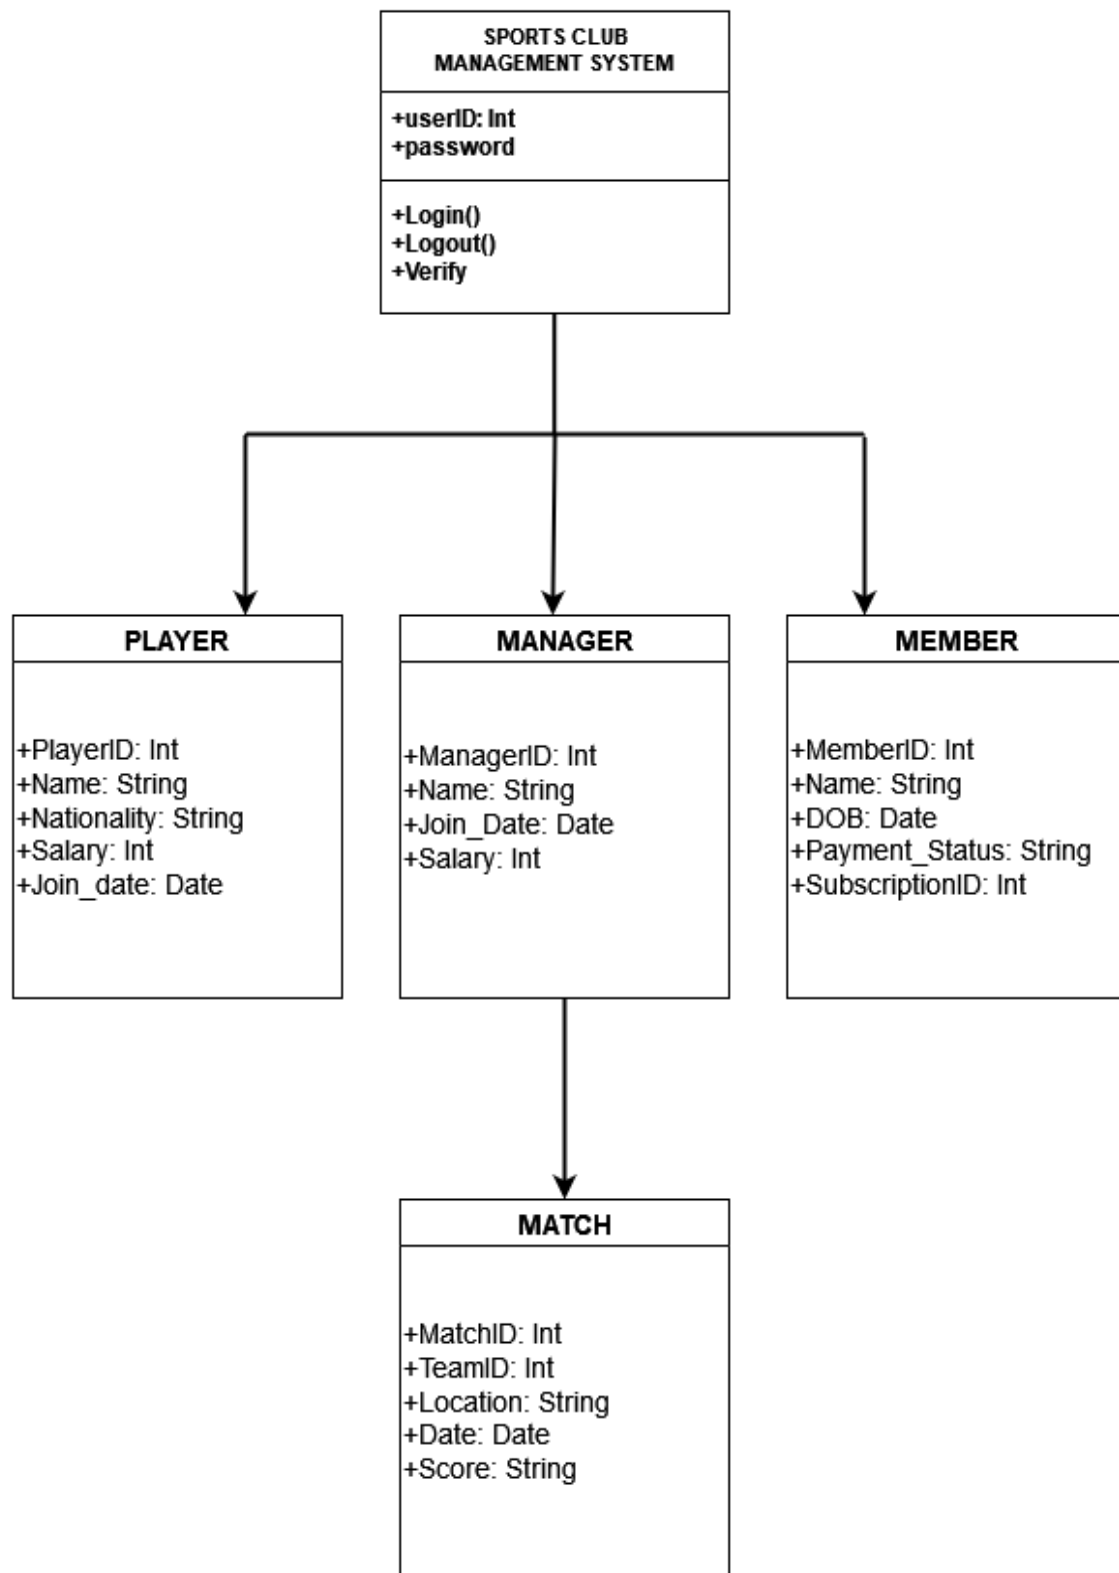 SPORTS CLUB
MANAGEMENT SYSTEM
+userID: Int
+password
+Login()
+Logout()
+Verify
PLAYER
+PlayerID: Int
+Name: String
+Nationality: String
+Salary: Int
+Join_date: Date
MANAGER
+ManagerID: Int
+Name: String
+Join_Date: Date
+Salary: Int
MEMBER
+MemberID: Int
+Name: String
+DOB: Date
+Payment_Status: String
+SubscriptionID: Int
MATCH
+MatchID: Int
+TeamID: Int
+Location: String
+Date: Date
+Score: String